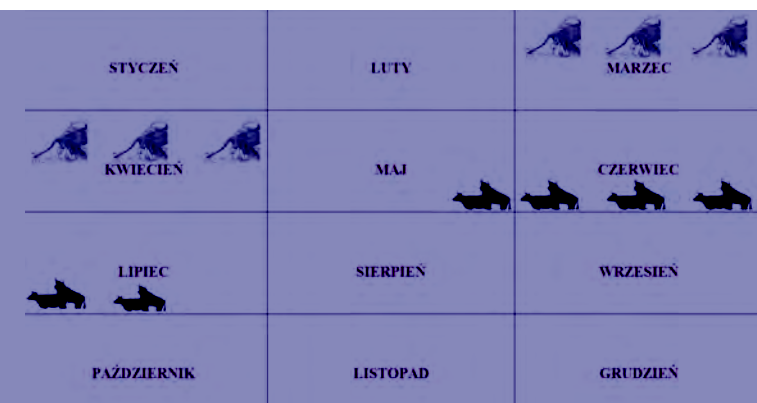 STYCZEŃ
LUTY
MARZEC
KWIECIEŃ
MAJ
CZERWIEC
LIPIEC
SIERPIEŃ
WRZESIEŃ
PAŹDZIERNIK
LISTOPAD
GRUDZIEŃ